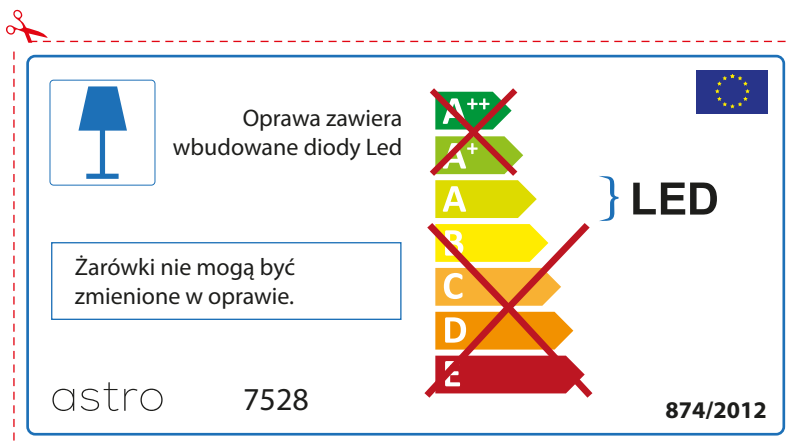 Oprawa zawiera
wbudowane diody Led
A++
A+
A
B
C
D
E
LED
Żarówki nie mogą być
zmienione w oprawie.
astro
7528
874/2012